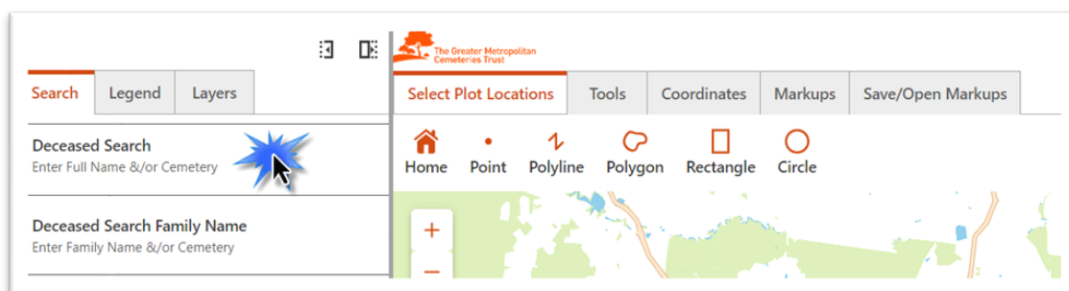 The Greater Metropolitan
Cemeteries Trust
Search Legend Layers
Select Plot Locations Tools Coordinates Markups Save/Open Markups
Deceased Search
Enter Full Name &/or Cemetery
Home Point Polyline Polygon Rectangle Circle
Deceased Search Family Name
Enter Family Name &/or Cemetery
+
−